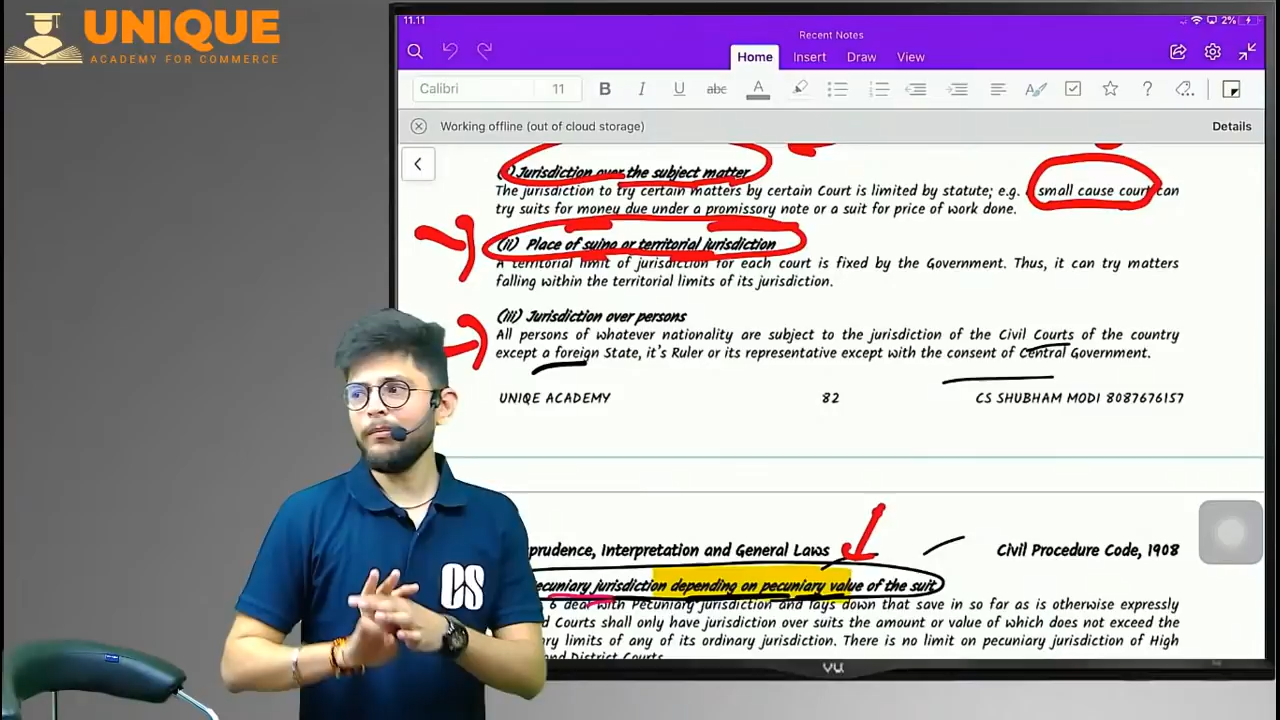 UNIQUE
ACADEMY FOR COMMERCE
11.11
2%
Recent Notes
Home Insert Draw View
Calibri 11 B I U abc A
Working offline (out of cloud storage) Details
Jurisdiction over the subject matter
The jurisdiction to try certain matters by certain Court is limited by statute; e.g. small cause court can
try suits for money due under a promissory note or a suit for price of work done.
(ii) Place of suing or territorial jurisdiction
A territorial limit of jurisdiction for each court is fixed by the Government. Thus, it can try matters
falling within the territorial limits of its jurisdiction.
(iii) Jurisdiction over persons
All persons of whatever nationality are subject to the jurisdiction of the Civil Courts of the country
except a foreign State, it's Ruler or its representative except with the consent of Central Government.
UNIQE ACADEMY 82 CS SHUBHAM MODI 8087676157
prudence, Interpretation and General Laws Civil Procedure Code, 1908
ecuniary jurisdiction depending on pecuniary value of the suit
6 deal with Pecuniary jurisdiction and lays down that save in so far as is otherwise expressly
d Courts shall only have jurisdiction over suits the amount or value of which does not exceed the
ry limits of any of its ordinary jurisdiction. There is no limit on pecuniary jurisdiction of High
and District Courts
CS
VU